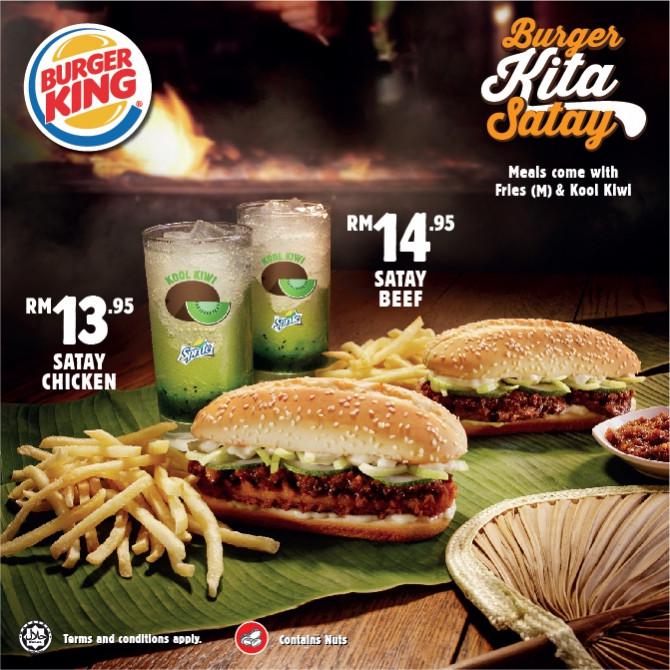 BURGER
KING®
Burger
Kita
Satay
Meals come with
Fries (M) & Kool Kiwi
RM14.95
SATAY
BEEF
RM13.95
SATAY
CHICKEN
KOOL KIWI
Sprite
KOOL KIWI
Sprite
Terms and conditions apply.
Contains Nuts